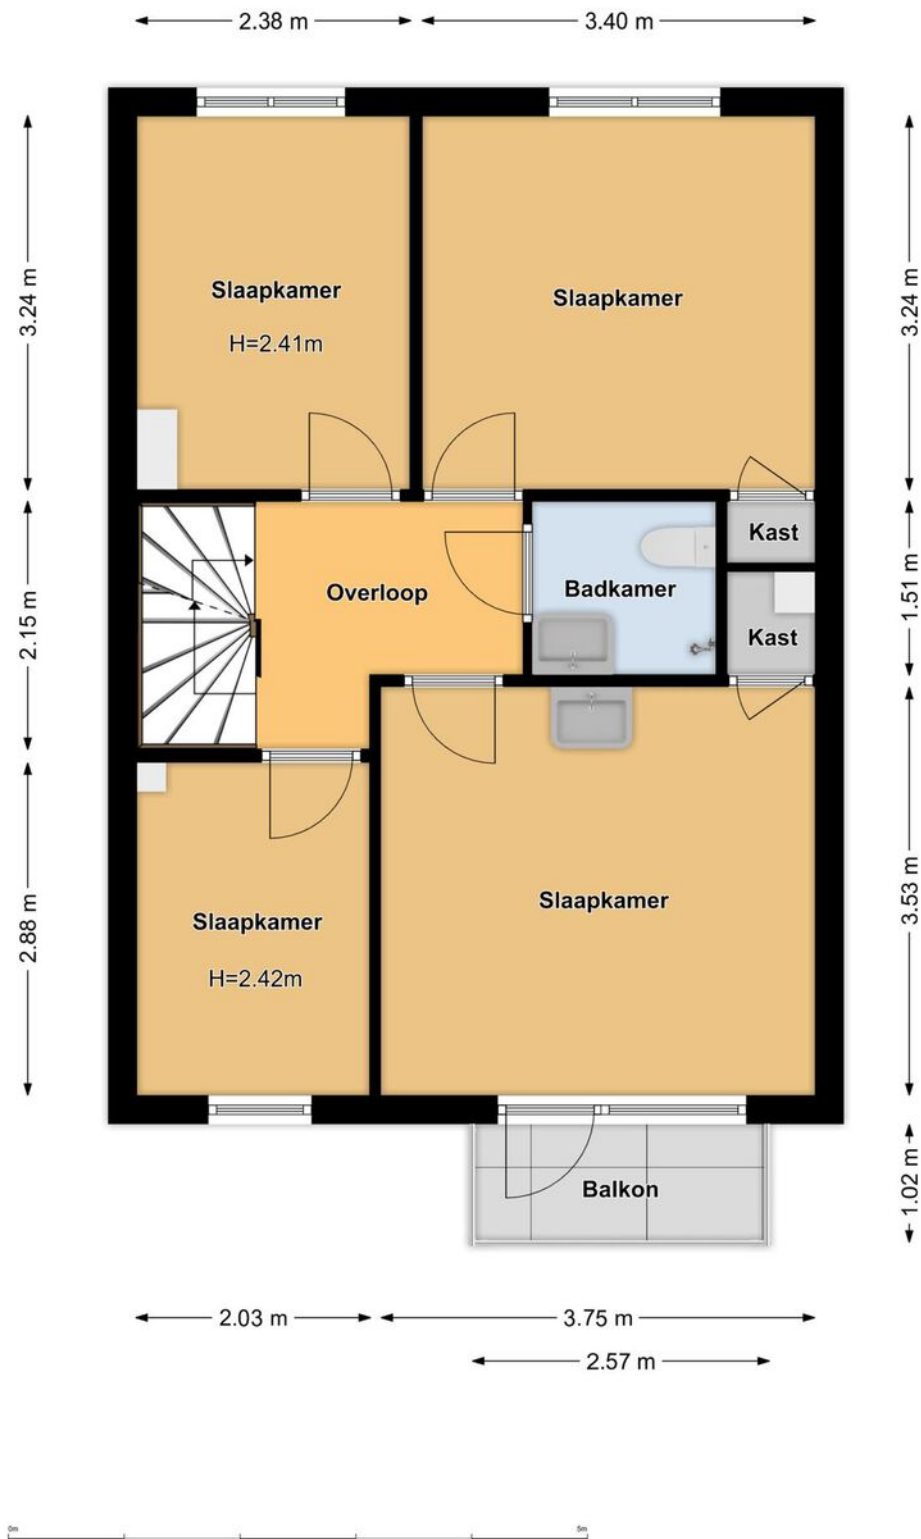 2.38 m
3.40 m
3.24 m
3.24 m
Slaapkamer
H=2.41m
Slaapkamer
Kast
2.15 m
Overloop
Badkamer
1.51 m
Kast
2.88 m
Slaapkamer
H=2.42m
Slaapkamer
3.53 m
Balkon
1.02 m
2.03 m
3.75 m
2.57 m
0m
5m